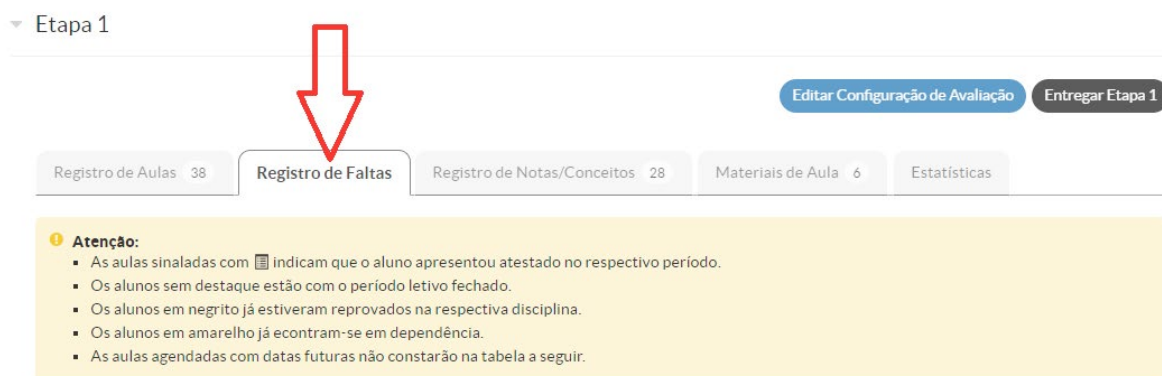 Etapa 1
Editar Configuração de Avaliação Entregar Etapa 1
Registro de Aulas 38 Registro de Faltas Registro de Notas/Conceitos 28 Materiais de Aula 6 Estatísticas
Atenção:
As aulas sinaladas com indicam que o aluno apresentou atestado no respectivo período.
Os alunos sem destaque estão com o período letivo fechado.
Os alunos em negrito já estiveram reprovados na respectiva disciplina.
Os alunos em amarelho já econtram-se em dependência.
As aulas agendadas com datas futuras não constarão na tabela a seguir.